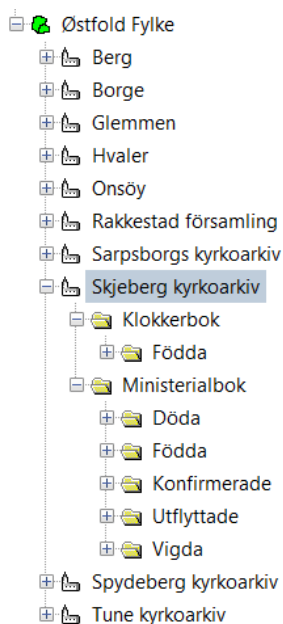 Østfold Fylke
Berg
Borge
Glemmen
Hvaler
Onsöy
Rakkestad församling
Sarpsborgs kyrkoarkiv
Skjeberg kyrkoarkiv
Klokkerbok
Födda
Ministerialbok
Döda
Födda
Konfirmerade
Utflyttade
Vigda
Spydeberg kyrkoarkiv
Tune kyrkoarkiv